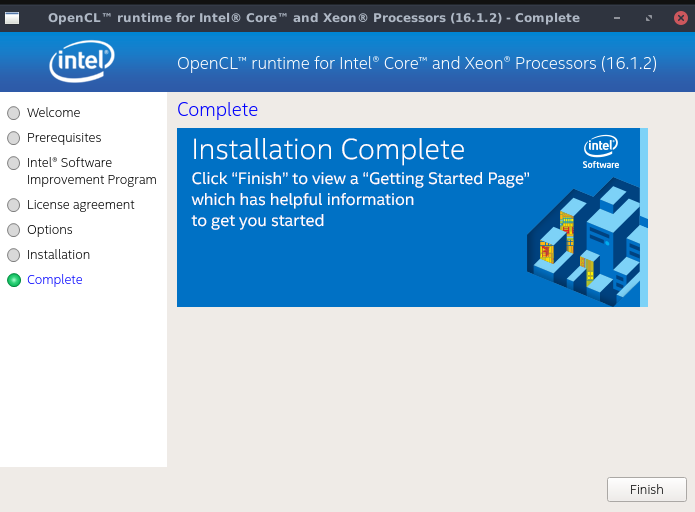 OpenCL™ runtime for Intel® Core™ and Xeon® Processors (16.1.2) - Complete
intel
OpenCL™ runtime for Intel® Core™ and Xeon® Processors (16.1.2)
Welcome
Prerequisites
Intel® Software
Improvement Program
License agreement
Options
Installation
Complete
Complete
Installation Complete
Click “Finish” to view a “Getting Started Page”
which has helpful information
to get you started
intel
Software
Finish